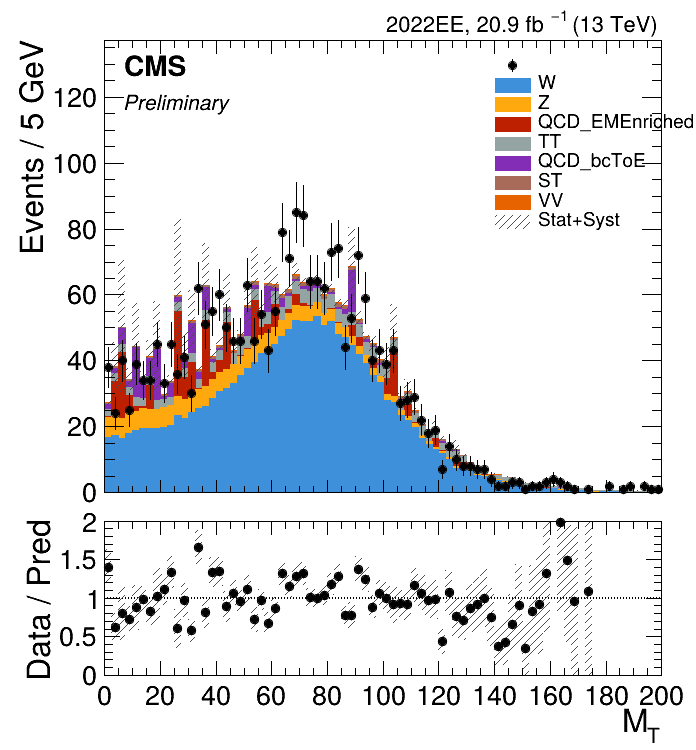 2022EE, 20.9 fb⁻¹ (13 TeV)
CMS
Preliminary
W
Z
QCD_EMEnriched
TT
QCD_bcToE
ST
VV
Stat+Syst
Events / 5 GeV
120
100
80
60
40
20
0
Data / Pred
2
1.5
1
0.5
0
0 20 40 60 80 100 120 140 160 180 200
M_T